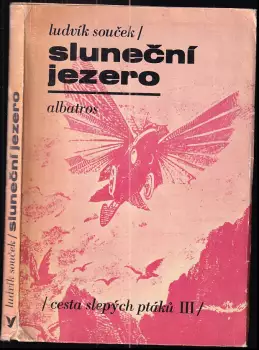 ludvík souček/
sluneční
jezero
albatros
/cesta slepých ptáků III/
ludvík souček/ sluneční jezero